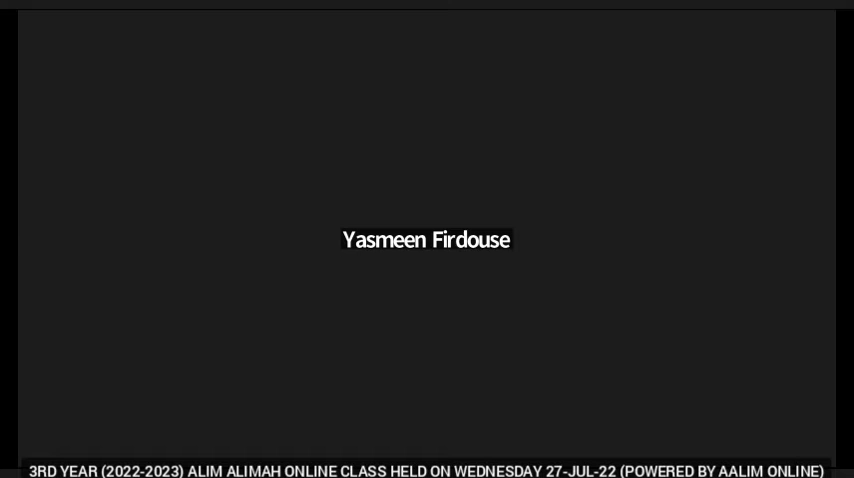 Yasmeen Firdouse
3RD YEAR (2022-2023) ALIM ALIMAH ONLINE CLASS HELD ON WEDNESDAY 27-JUL-22 (POWERED BY AALIM ONLINE)